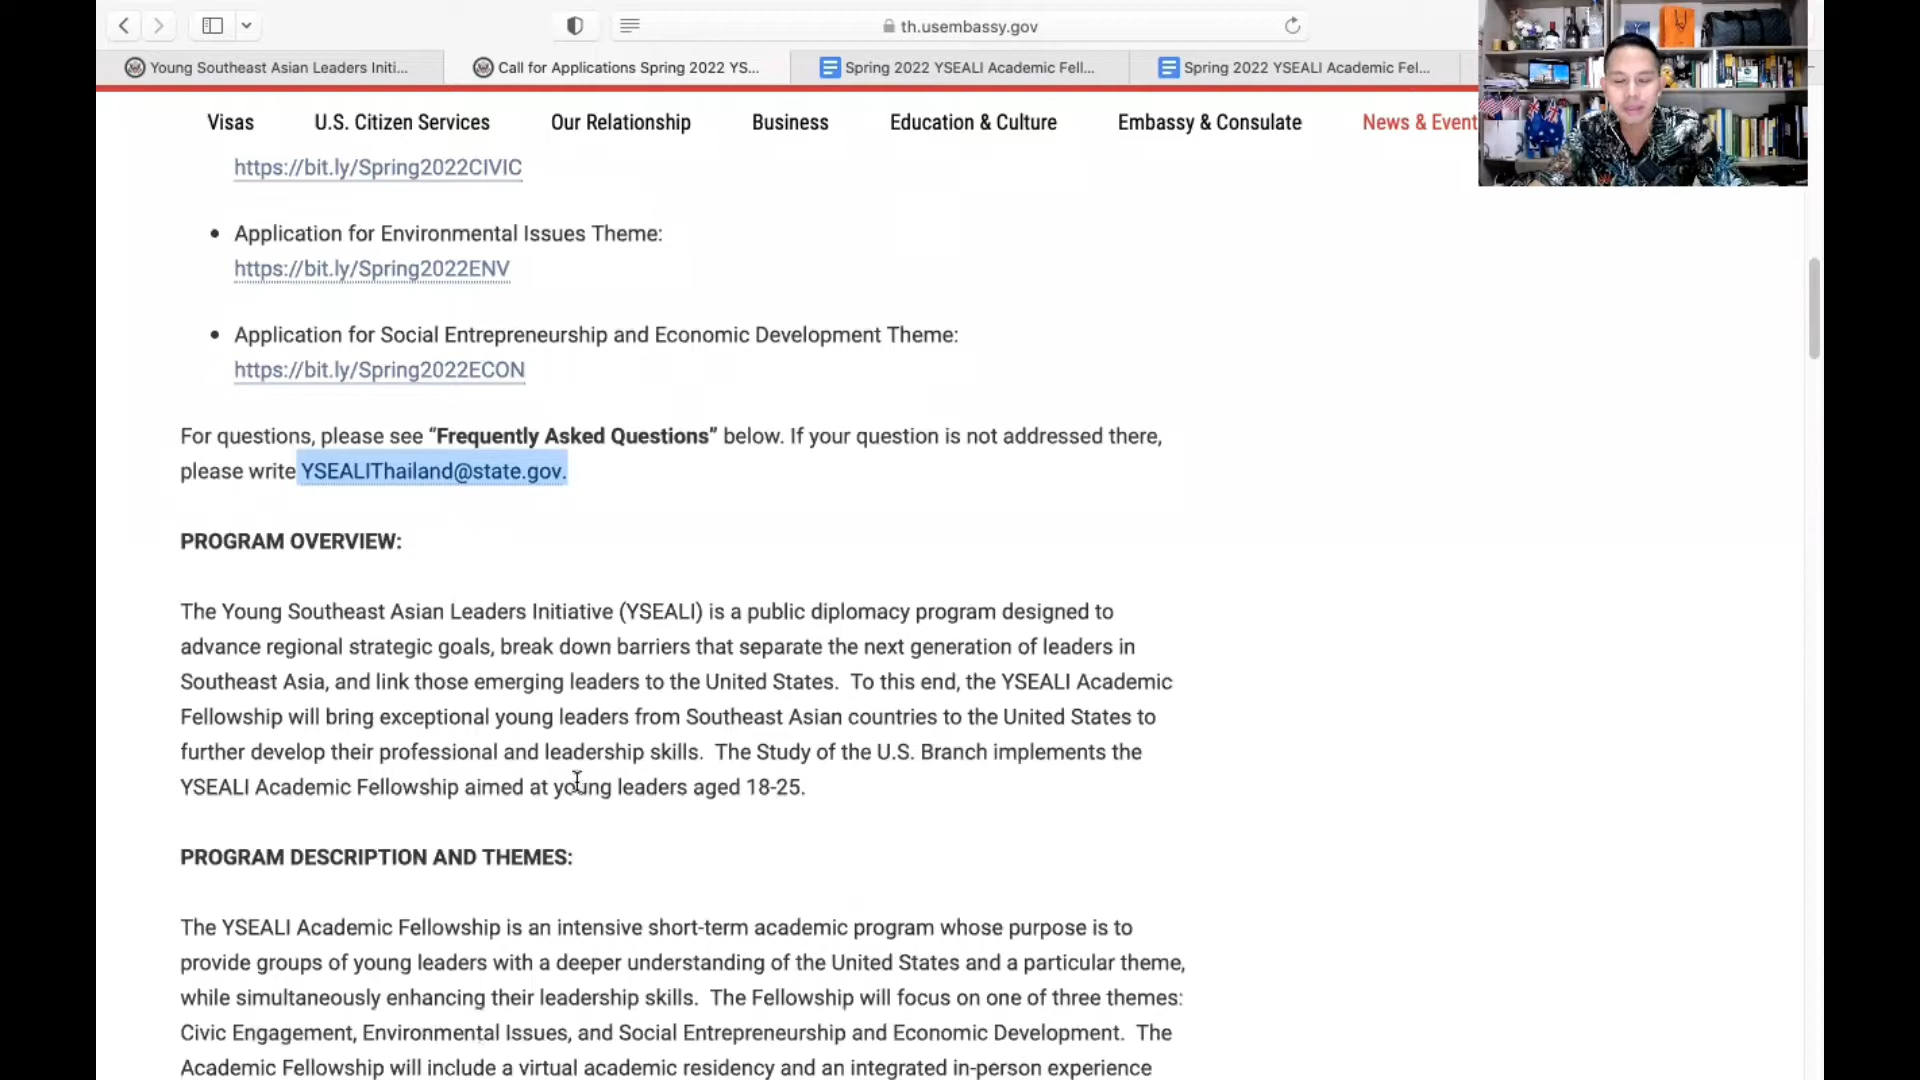 th.usembassy.gov
Young Southeast Asian Leaders Initi...
Call for Applications Spring 2022 YS...
Spring 2022 YSEALI Academic Fell...
Spring 2022 YSEALI Academic Fel...
Visas
U.S. Citizen Services
Our Relationship
Business
Education & Culture
Embassy & Consulate
News & Event
https://bit.ly/Spring2022CIVIC
• Application for Environmental Issues Theme:
https://bit.ly/Spring2022ENV
• Application for Social Entrepreneurship and Economic Development Theme:
https://bit.ly/Spring2022ECON
For questions, please see “Frequently Asked Questions” below. If your question is not addressed there,
please write YSEALIThailand@state.gov.
PROGRAM OVERVIEW:
The Young Southeast Asian Leaders Initiative (YSEALI) is a public diplomacy program designed to
advance regional strategic goals, break down barriers that separate the next generation of leaders in
Southeast Asia, and link those emerging leaders to the United States.  To this end, the YSEALI Academic
Fellowship will bring exceptional young leaders from Southeast Asian countries to the United States to
further develop their professional and leadership skills.  The Study of the U.S. Branch implements the
YSEALI Academic Fellowship aimed at young leaders aged 18-25.
PROGRAM DESCRIPTION AND THEMES:
The YSEALI Academic Fellowship is an intensive short-term academic program whose purpose is to
provide groups of young leaders with a deeper understanding of the United States and a particular theme,
while simultaneously enhancing their leadership skills.  The Fellowship will focus on one of three themes:
Civic Engagement, Environmental Issues, and Social Entrepreneurship and Economic Development.  The
Academic Fellowship will include a virtual academic residency and an integrated in-person experience